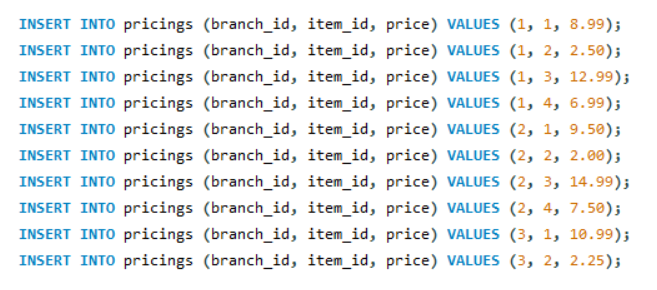 INSERT INTO pricings (branch_id, item_id, price) VALUES (1, 1, 8.99);
INSERT INTO pricings (branch_id, item_id, price) VALUES (1, 2, 2.50);
INSERT INTO pricings (branch_id, item_id, price) VALUES (1, 3, 12.99);
INSERT INTO pricings (branch_id, item_id, price) VALUES (1, 4, 6.99);
INSERT INTO pricings (branch_id, item_id, price) VALUES (2, 1, 9.50);
INSERT INTO pricings (branch_id, item_id, price) VALUES (2, 2, 2.00);
INSERT INTO pricings (branch_id, item_id, price) VALUES (2, 3, 14.99);
INSERT INTO pricings (branch_id, item_id, price) VALUES (2, 4, 7.50);
INSERT INTO pricings (branch_id, item_id, price) VALUES (3, 1, 10.99);
INSERT INTO pricings (branch_id, item_id, price) VALUES (3, 2, 2.25);